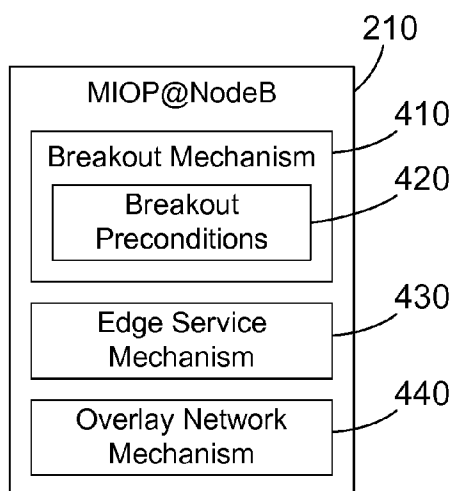 210
MIOP@NodeB
410
Breakout Mechanism
420
Breakout
Preconditions
430
Edge Service
Mechanism
440
Overlay Network
Mechanism